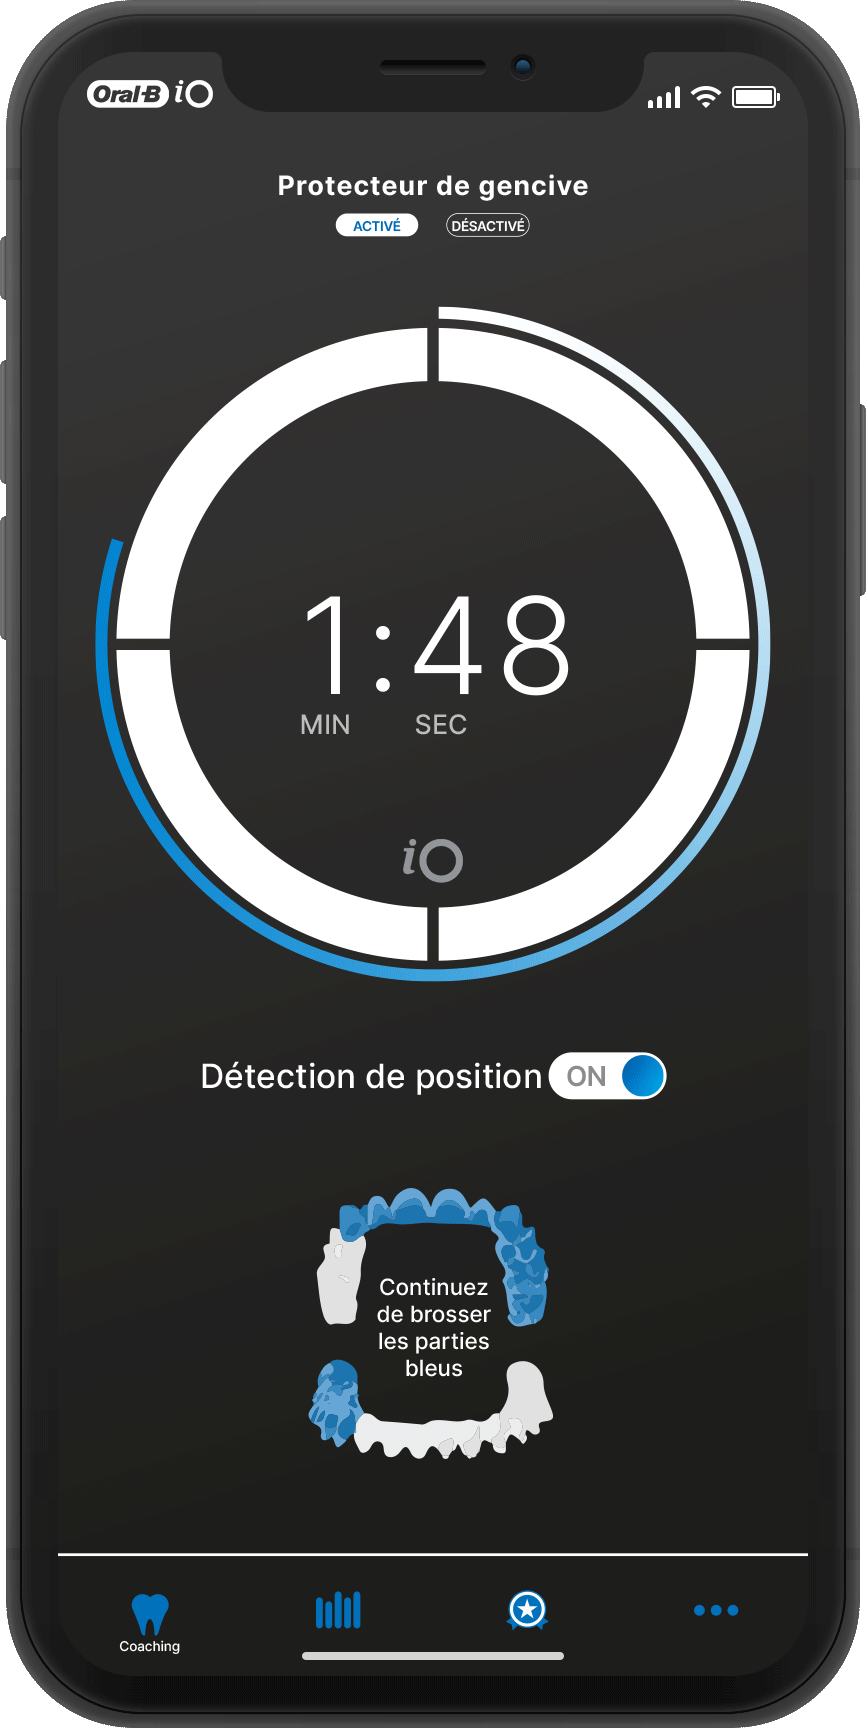 Oral-B iO
Protecteur de gencive
ACTIVÉ DÉSACTIVÉ
1:48
MIN SEC
iO
Détection de position ON
Continuez
de brosser
les parties
bleus
Coaching